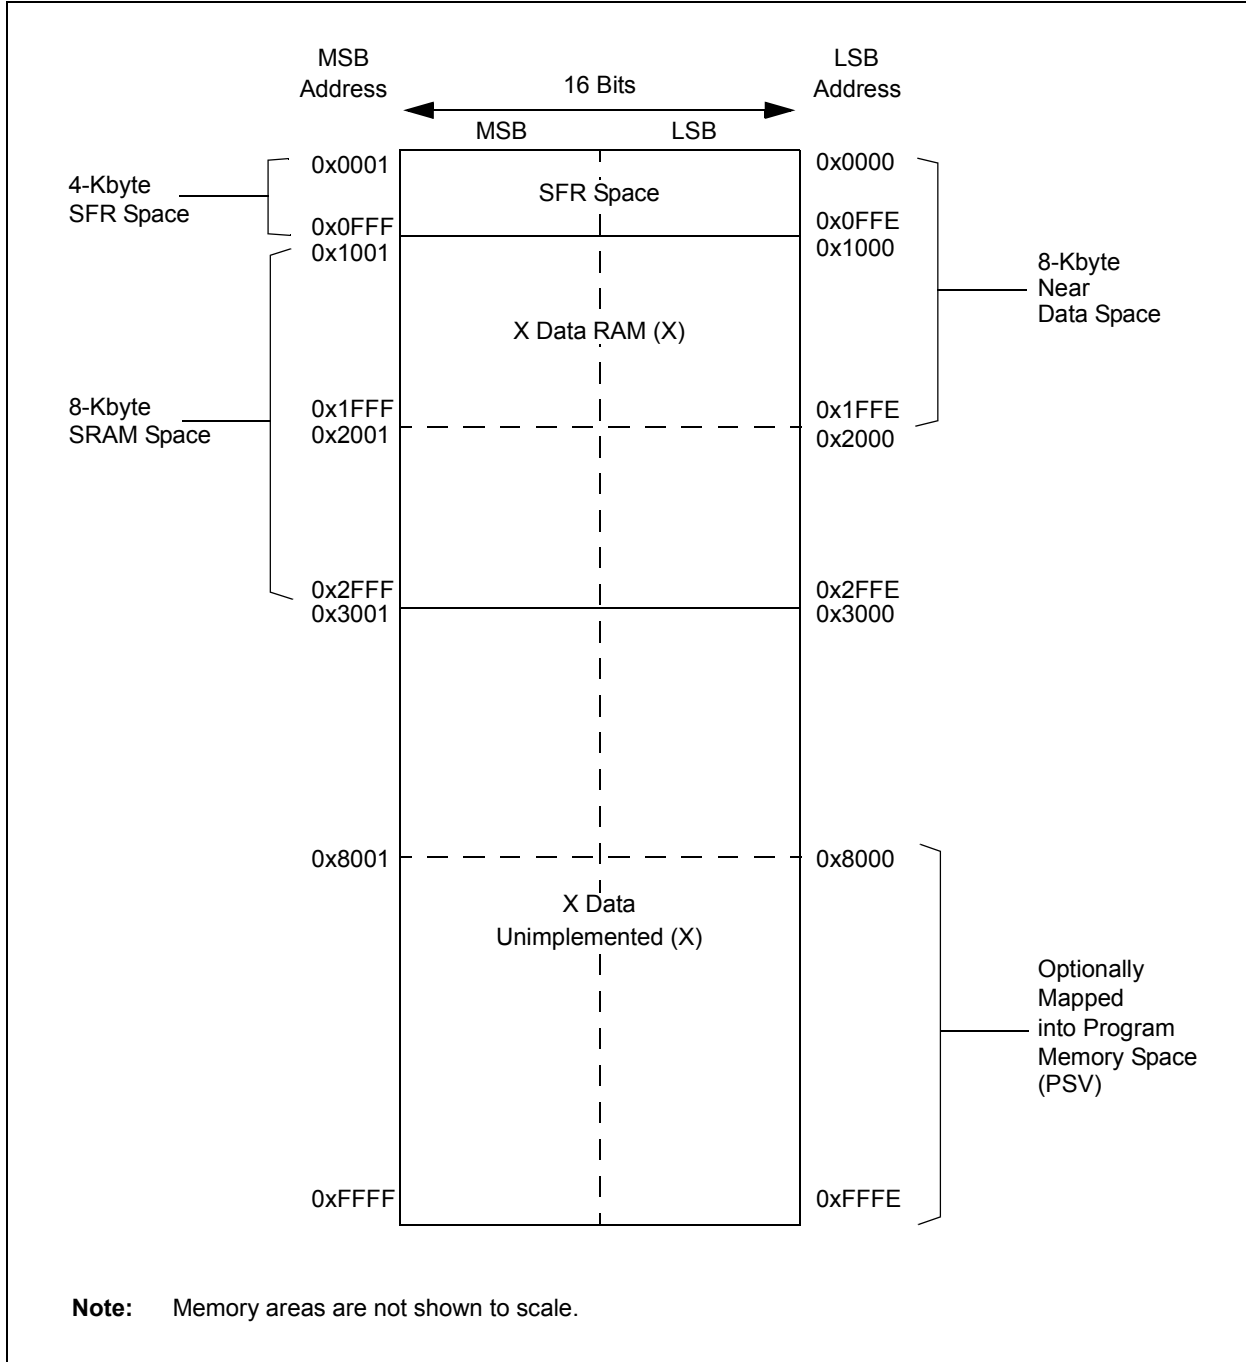 MSB
Address
LSB
Address
16 Bits
MSB
LSB
0x0001
0x0000
4-Kbyte
SFR Space
SFR Space
0x0FFF
0x0FFE
0x1001
0x1000
8-Kbyte
Near
Data Space
X Data RAM (X)
8-Kbyte
SRAM Space
0x1FFF
0x1FFE
0x2001
0x2000
0x2FFF
0x2FFE
0x3001
0x3000
0x8001
0x8000
X Data
Unimplemented (X)
Optionally
Mapped
into Program
Memory Space
(PSV)
0xFFFF
0xFFFE
Note: Memory areas are not shown to scale.